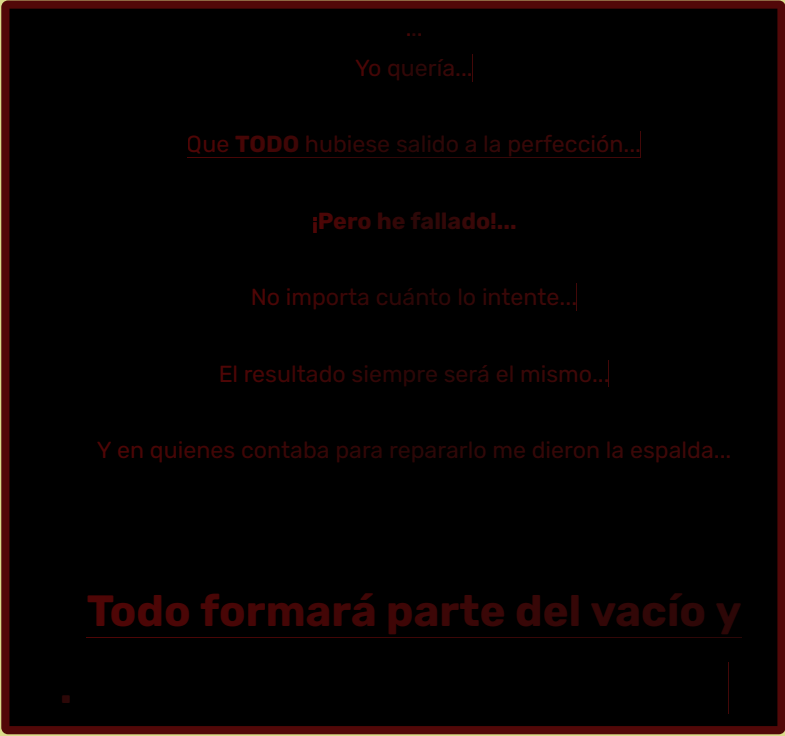 ...
Yo quería...
Que TODO hubiese salido a la perfección...
¡Pero he fallado!...
No importa cuánto lo intente...
El resultado siempre será el mismo...
Y en quienes contaba para repararlo me dieron la espalda...
Todo formará parte del vacío y
.